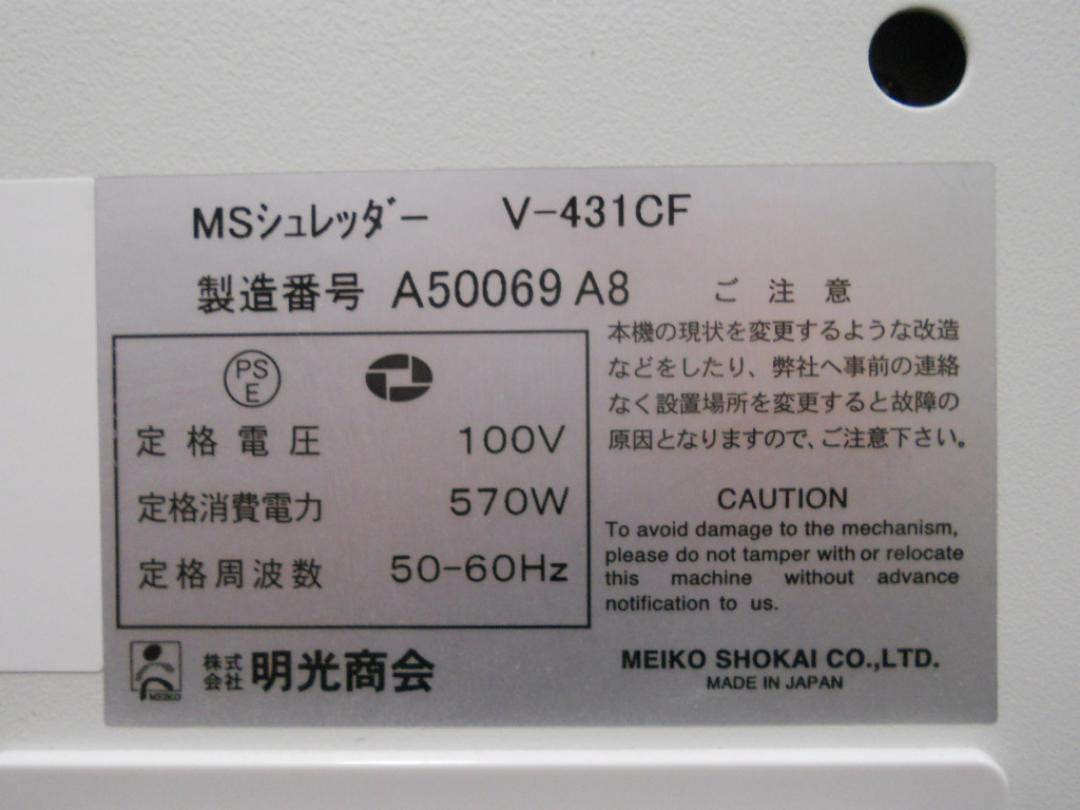 MSシュレッダー V-431CF
製造番号 A50069 A8
PS
E
定格電圧 100V
定格消費電力 570W
定格周波数 50-60Hz
ご注意
本機の現状を変更するような改造
などをしたり、弊社へ事前の連絡
なく設置場所を変更すると故障の
原因となりますので、ご注意下さい。
CAUTION
To avoid damage to the mechanism,
please do not tamper with or relocate
this machine without advance
notification to us.
MEIKO
株式会社 明光商会
MEIKO SHOKAI CO.,LTD.
MADE IN JAPAN